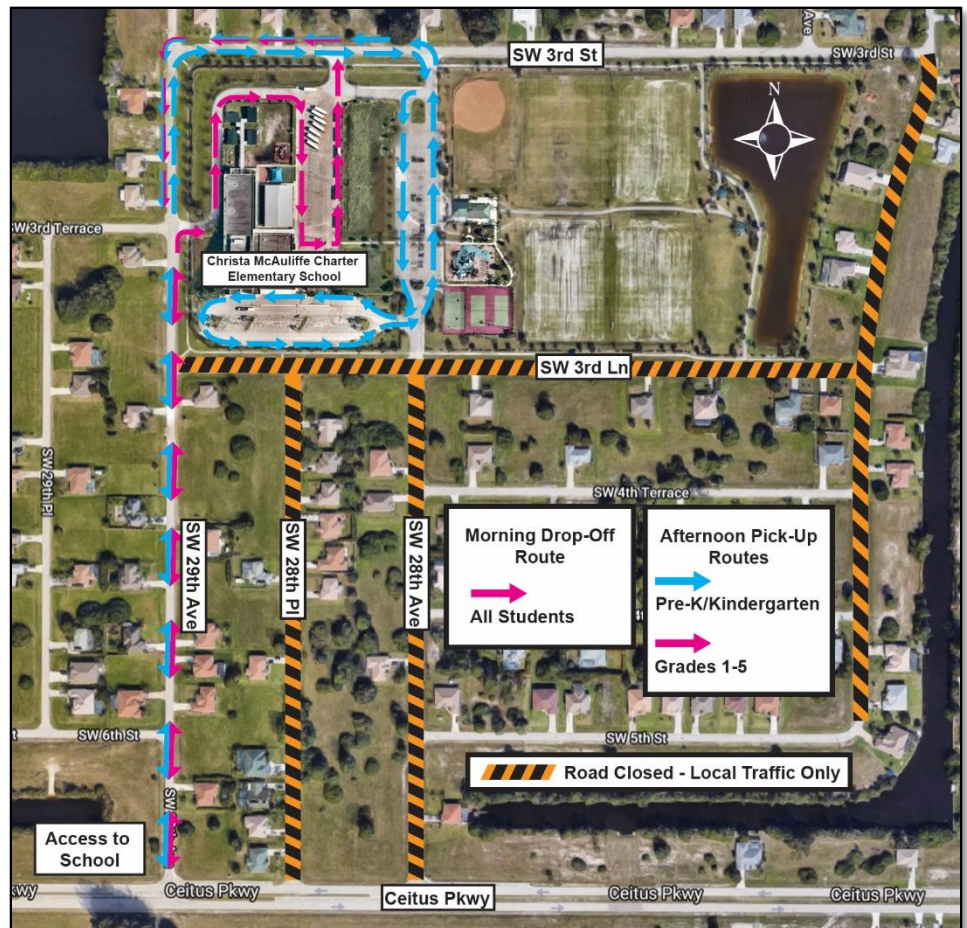 Ave
SW 3rd St
SW 3rd St
N
SW 3rd Terrace
Christa McAuliffe Charter
Elementary School
SW 3rd Ln
SW 29th Pl
SW 4th Terrace
SW 29th Ave
SW 28th Pl
SW 28th Ave
Morning Drop-Off
Route
All Students
Afternoon Pick-Up
Routes
Pre-K/Kindergarten
Grades 1-5
SW 6th St
SW 5th St
Road Closed - Local Traffic Only
Access to
School
SW
kwy
Ceitus Pkwy
Ceitus Pkwy
Ceitus Pkwy
Ceitus Pkwy